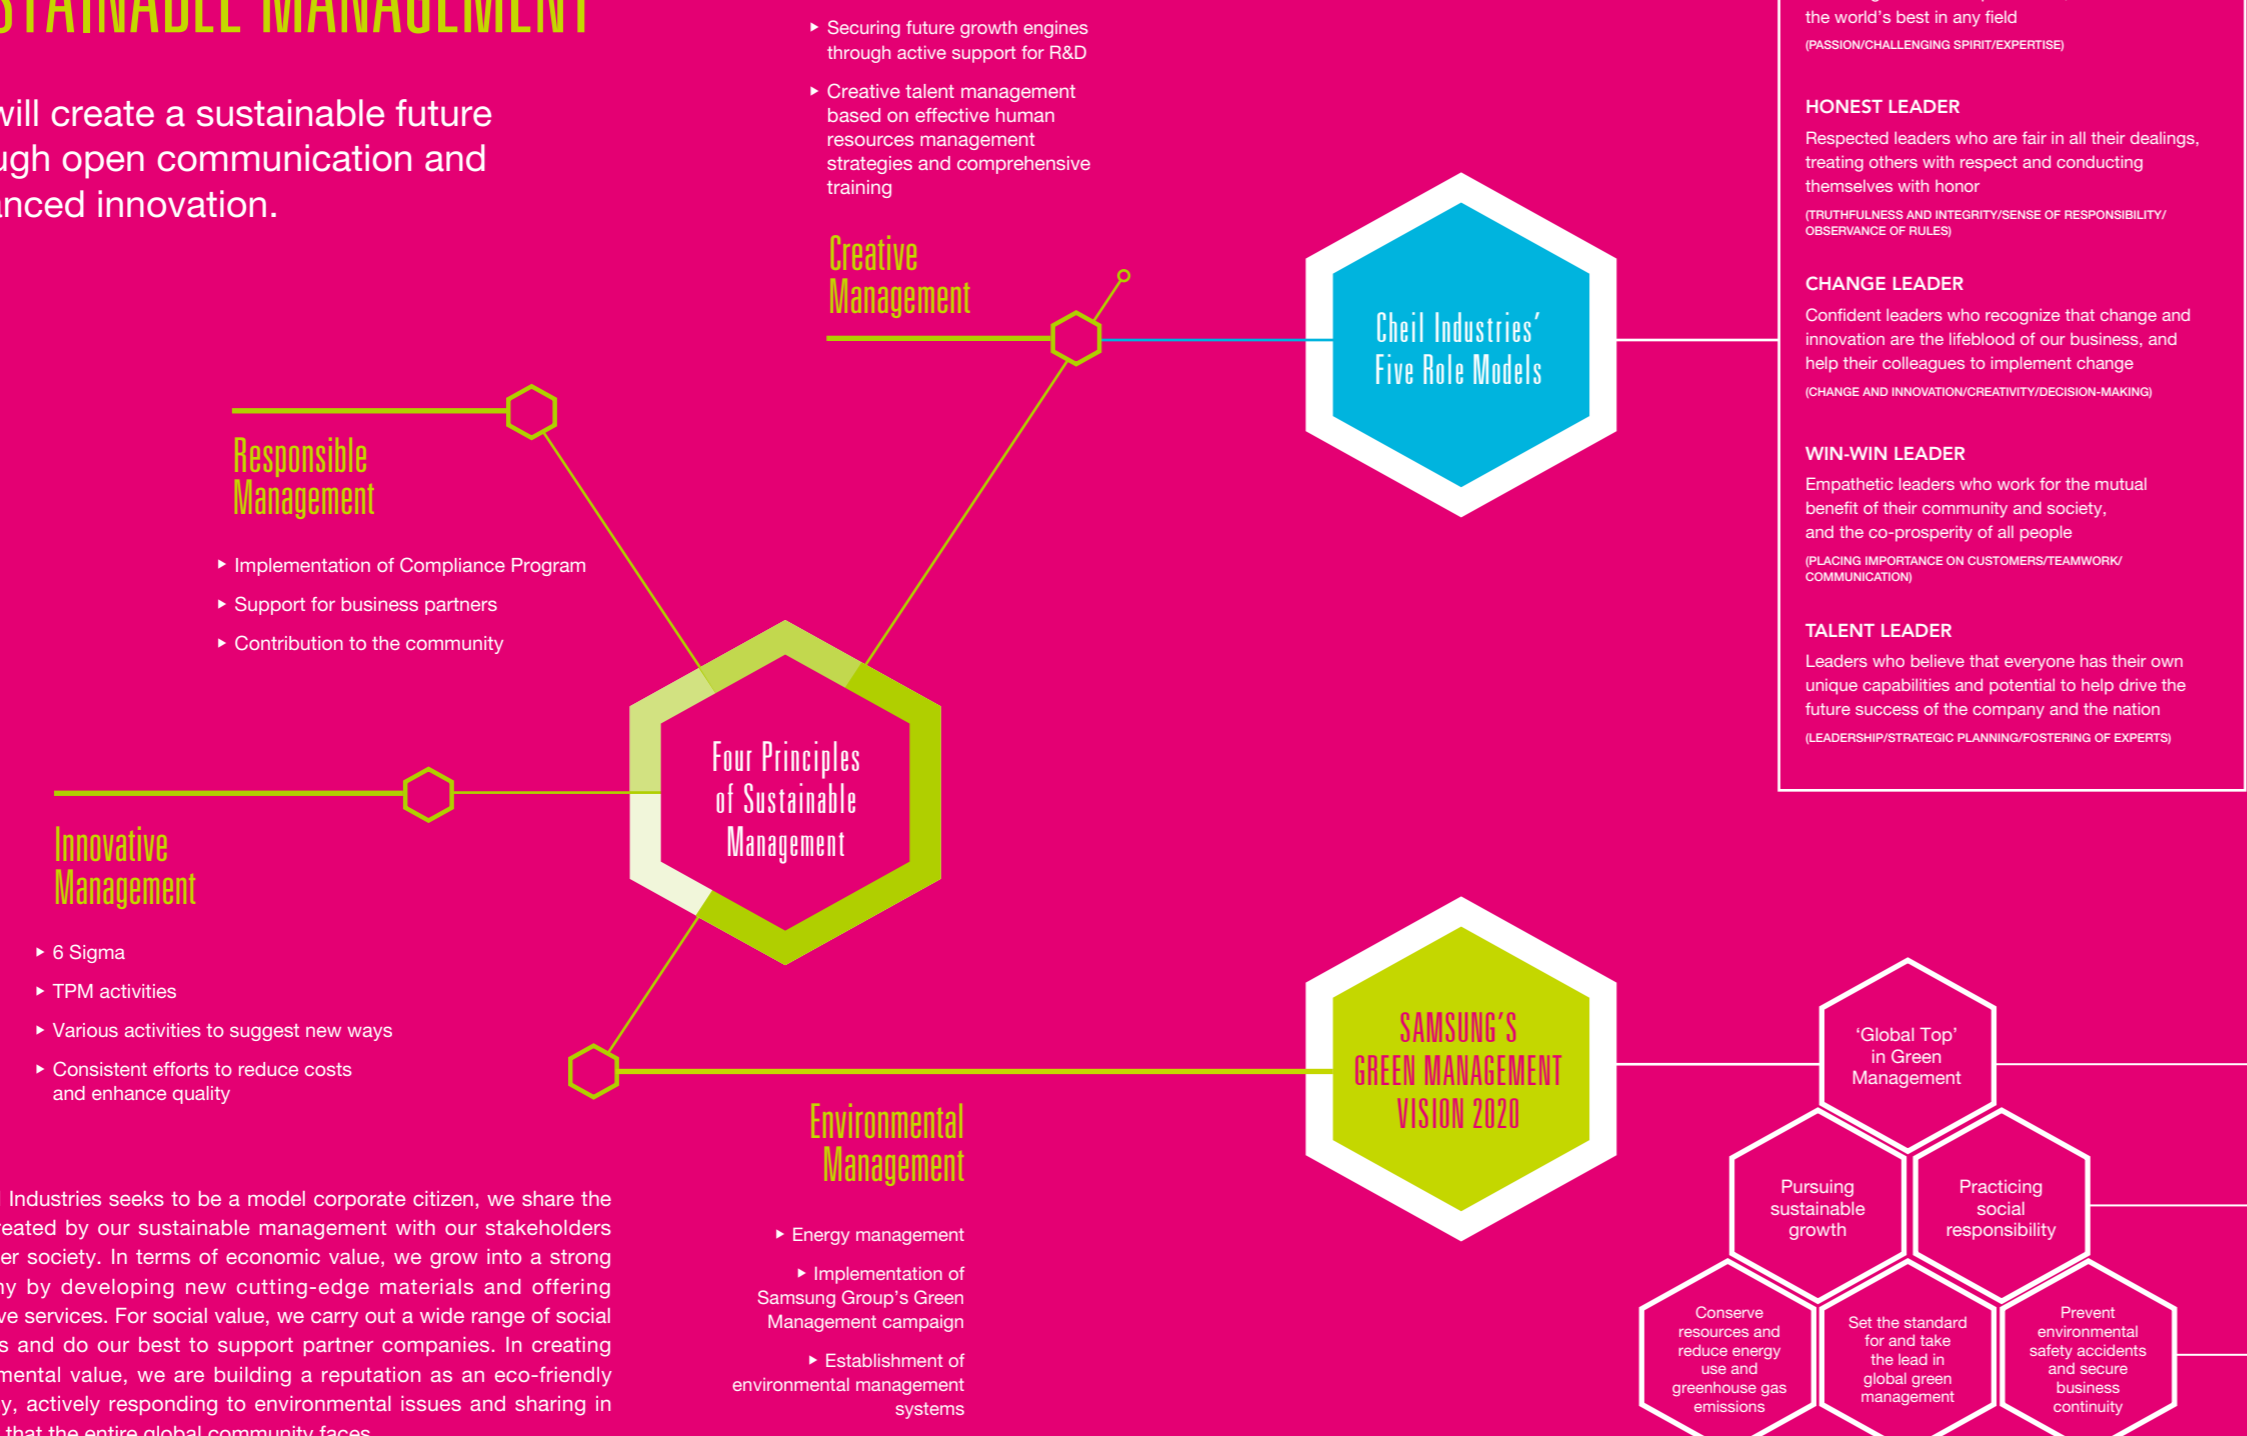 SUSTAINABLE MANAGEMENT
will create a sustainable future
ugh open communication and
anced innovation.
▸ Securing future growth engines
through active support for R&D
▸ Creative talent management
based on effective human
resources management
strategies and comprehensive
training
Creative
Management
Responsible
Management
▸ Implementation of Compliance Program
▸ Support for business partners
▸ Contribution to the community
Innovative
Management
▸ 6 Sigma
▸ TPM activities
▸ Various activities to suggest new ways
▸ Consistent efforts to reduce costs
and enhance quality
Four Principles
of Sustainable
Management
Environmental
Management
▸ Energy management
▸ Implementation of
Samsung Group's Green
Management campaign
▸ Establishment of
environmental management
systems
Industries seeks to be a model corporate citizen, we share the
reated by our sustainable management with our stakeholders
er society. In terms of economic value, we grow into a strong
ny by developing new cutting-edge materials and offering
ve services. For social value, we carry out a wide range of social
s and do our best to support partner companies. In creating
mental value, we are building a reputation as an eco-friendly
y, actively responding to environmental issues and sharing in
that the entire global community faces.
Cheil Industries'
Five Role Models
the world's best in any field
(PASSION/CHALLENGING SPIRIT/EXPERTISE)
HONEST LEADER
Respected leaders who are fair in all their dealings,
treating others with respect and conducting
themselves with honor
(TRUTHFULNESS AND INTEGRITY/SENSE OF RESPONSIBILITY/
OBSERVANCE OF RULES)
CHANGE LEADER
Confident leaders who recognize that change and
innovation are the lifeblood of our business, and
help their colleagues to implement change
(CHANGE AND INNOVATION/CREATIVITY/DECISION-MAKING)
WIN-WIN LEADER
Empathetic leaders who work for the mutual
benefit of their community and society,
and the co-prosperity of all people
(PLACING IMPORTANCE ON CUSTOMERS/TEAMWORK/
COMMUNICATION)
TALENT LEADER
Leaders who believe that everyone has their own
unique capabilities and potential to help drive the
future success of the company and the nation
(LEADERSHIP/STRATEGIC PLANNING/FOSTERING OF EXPERTS)
SAMSUNG'S
GREEN MANAGEMENT
VISION 2020
'Global Top'
in Green
Management
Pursuing
sustainable
growth
Practicing
social
responsibility
Conserve
resources and
reduce energy
use and
greenhouse gas
emissions
Set the standard
for and take
the lead in
global green
management
Prevent
environmental
safety accidents
and secure
business
continuity